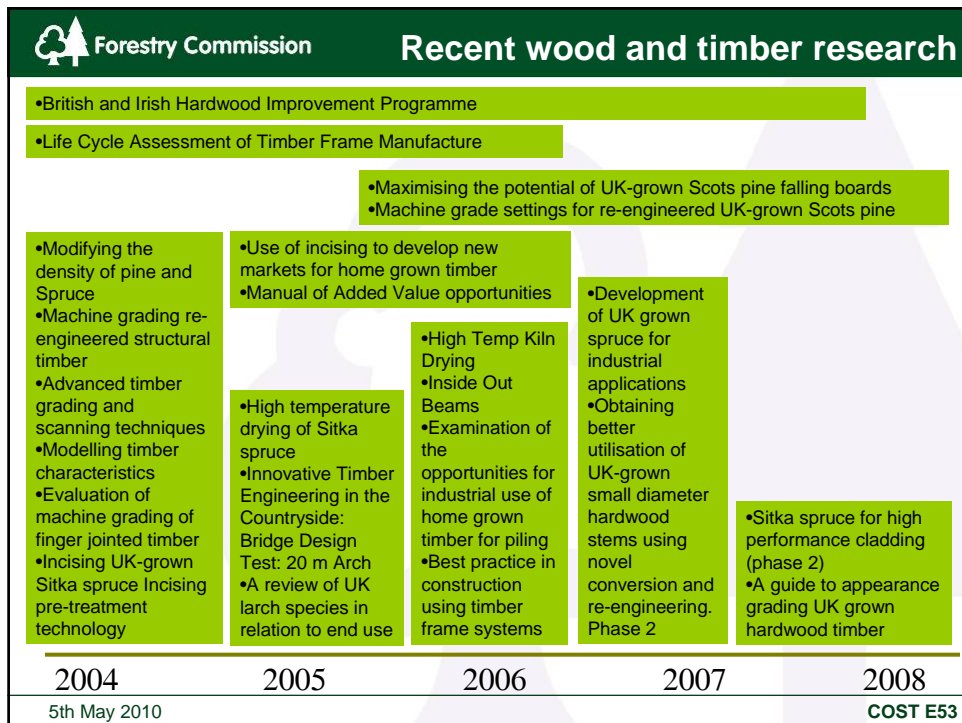 Forestry Commission
Recent wood and timber research
•British and Irish Hardwood Improvement Programme
•Life Cycle Assessment of Timber Frame Manufacture
•Maximising the potential of UK-grown Scots pine falling boards
•Machine grade settings for re-engineered UK-grown Scots pine
•Modifying the
density of pine and
Spruce
•Machine grading re-
engineered structural
timber
•Advanced timber
grading and
scanning techniques
•Modelling timber
characteristics
•Evaluation of
machine grading of
finger jointed timber
•Incising UK-grown
Sitka spruce Incising
pre-treatment
technology
•Use of incising to develop new
markets for home grown timber
•Manual of Added Value opportunities
•High temperature
drying of Sitka
spruce
•Innovative Timber
Engineering in the
Countryside:
Bridge Design
Test: 20 m Arch
•A review of UK
larch species in
relation to end use
•High Temp Kiln
Drying
•Inside Out
Beams
•Examination of
the
opportunities for
industrial use of
home grown
timber for piling
•Best practice in
construction
using timber
frame systems
•Development
of UK grown
spruce for
industrial
applications
•Obtaining
better
utilisation of
UK-grown
small diameter
hardwood
stems using
novel
conversion and
re-engineering.
Phase 2
•Sitka spruce for high
performance cladding
(phase 2)
•A guide to appearance
grading UK grown
hardwood timber
2004
2005
2006
2007
2008
5th May 2010
COST E53